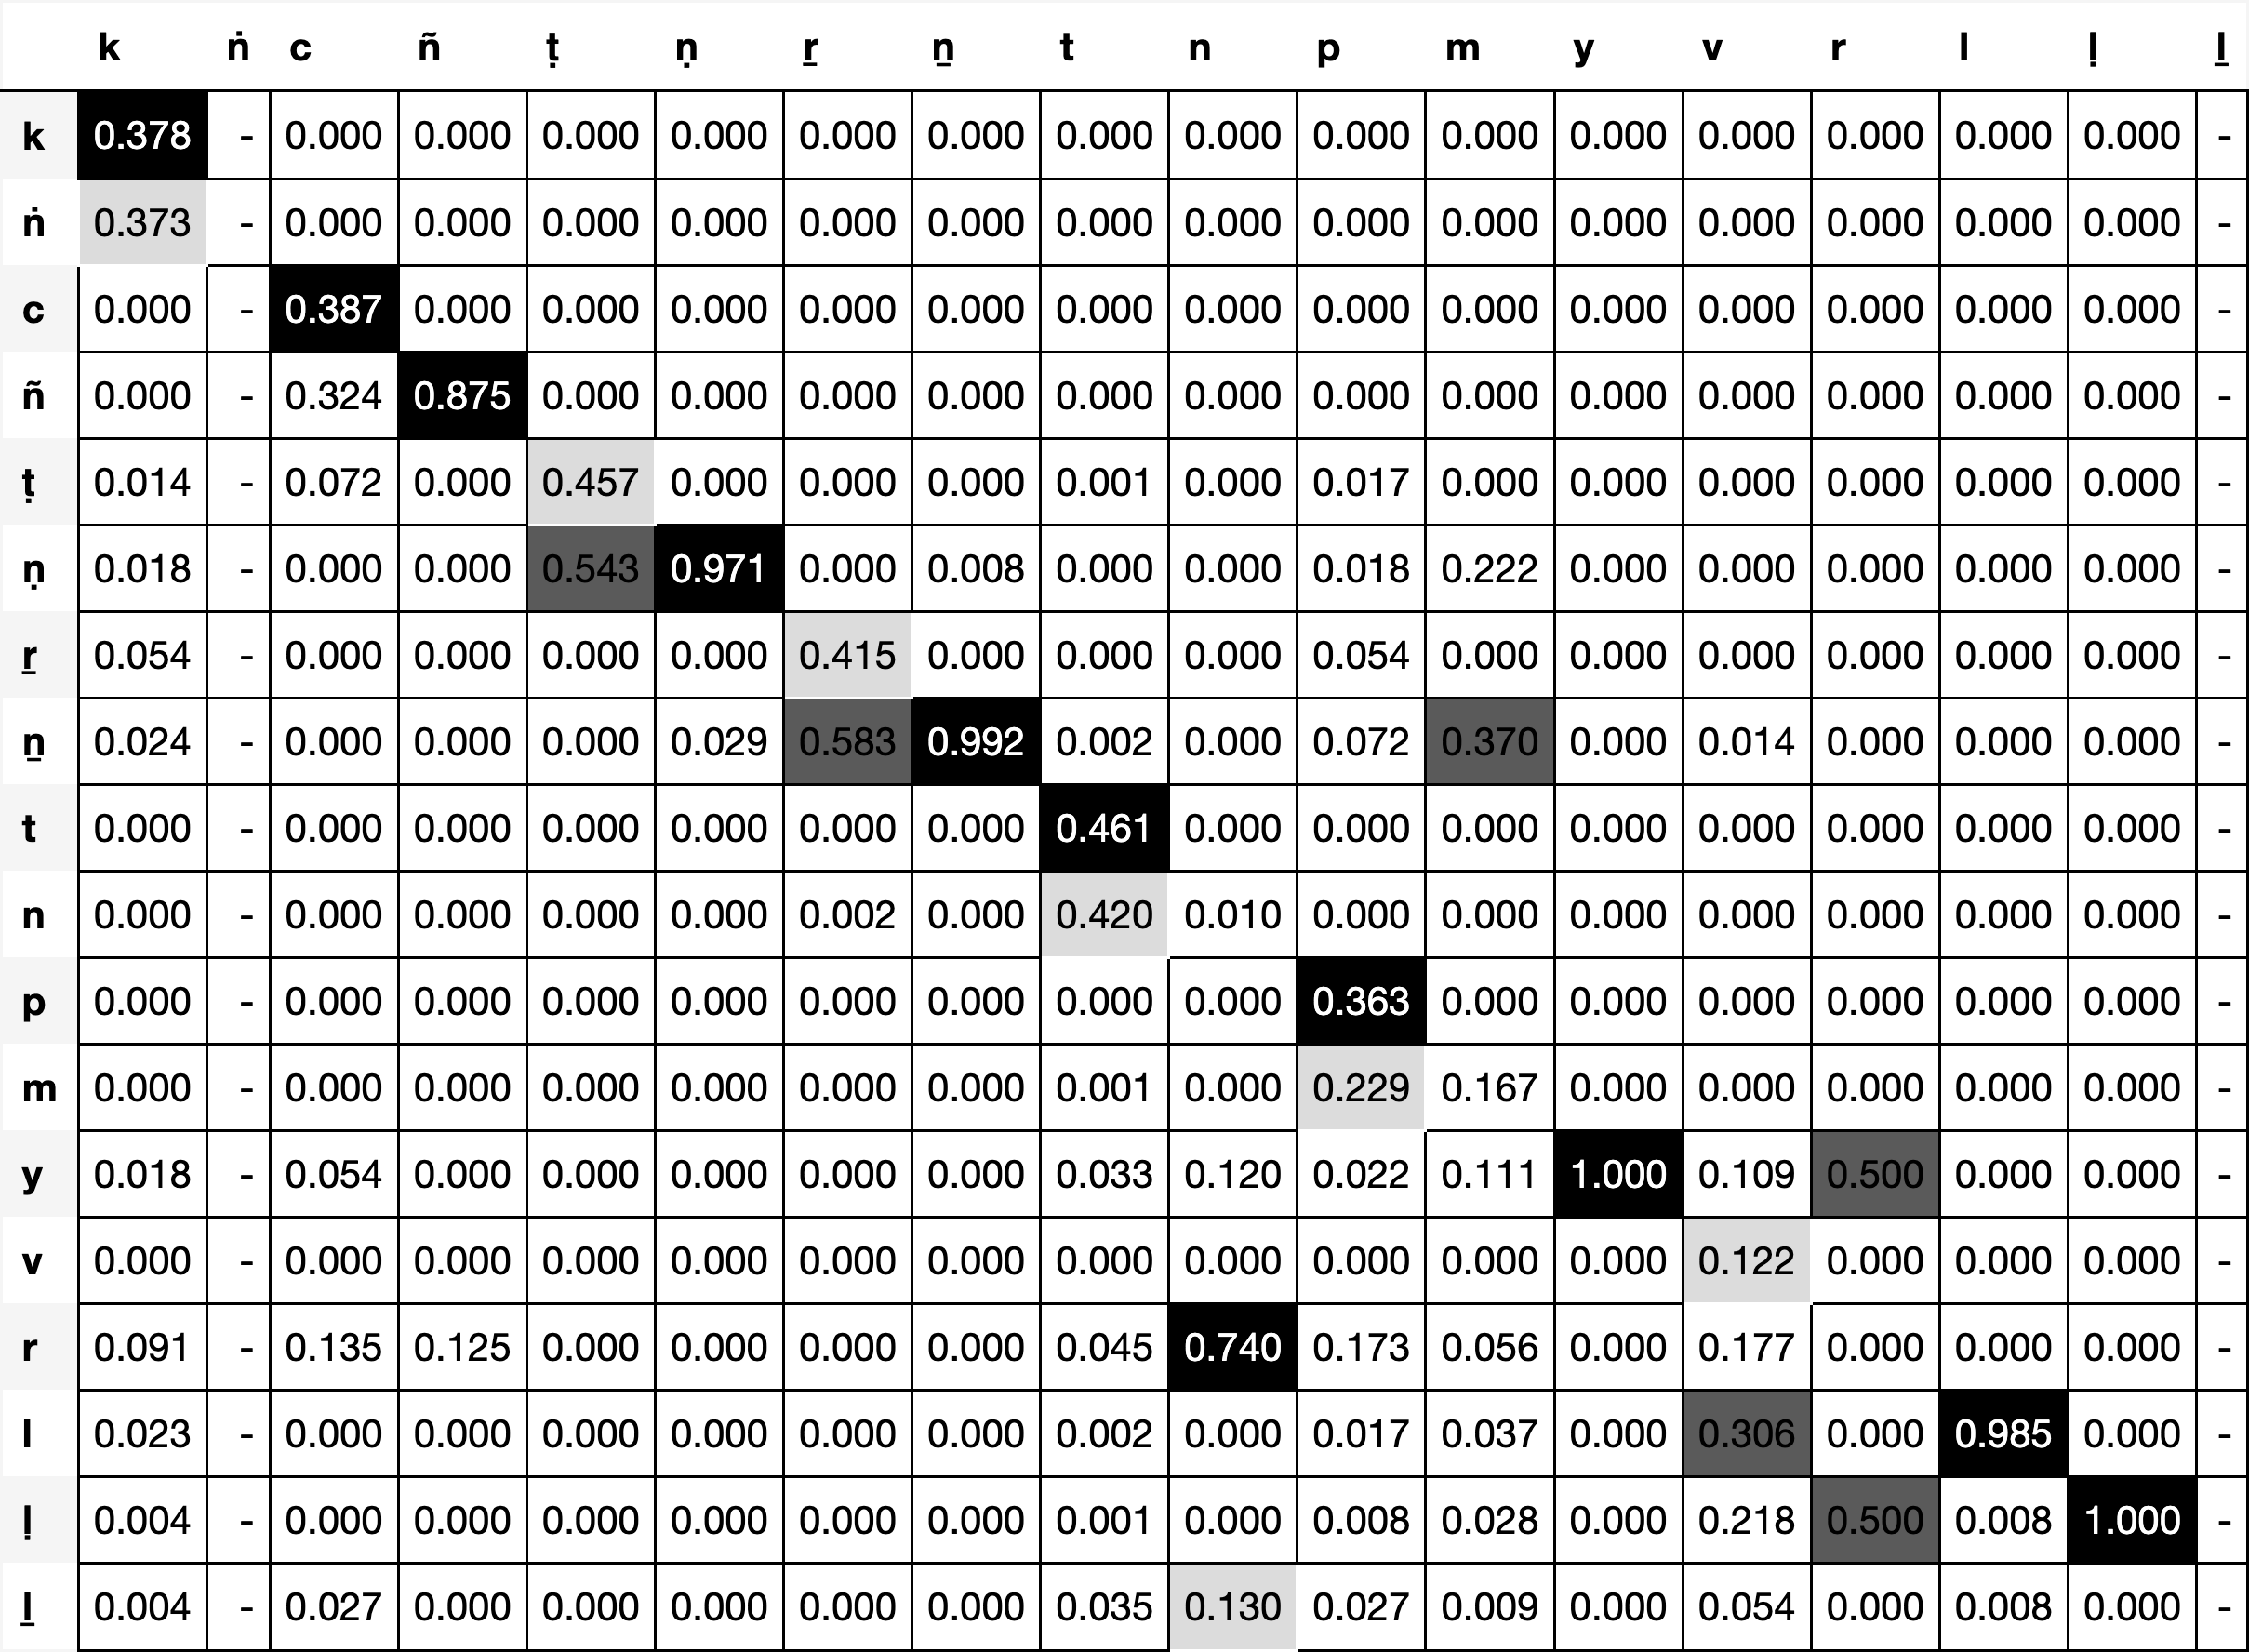 k ṅ c ñ ṭ ṇ ṟ ṉ t n p m y v r l ḷ ḻ
k 0.378 - 0.000 0.000 0.000 0.000 0.000 0.000 0.000 0.000 0.000 0.000 0.000 0.000 0.000 0.000 0.000 -
ṅ 0.373 - 0.000 0.000 0.000 0.000 0.000 0.000 0.000 0.000 0.000 0.000 0.000 0.000 0.000 0.000 0.000 -
c 0.000 - 0.387 0.000 0.000 0.000 0.000 0.000 0.000 0.000 0.000 0.000 0.000 0.000 0.000 0.000 0.000 -
ñ 0.000 - 0.324 0.875 0.000 0.000 0.000 0.000 0.000 0.000 0.000 0.000 0.000 0.000 0.000 0.000 0.000 -
ṭ 0.014 - 0.072 0.000 0.457 0.000 0.000 0.000 0.001 0.000 0.017 0.000 0.000 0.000 0.000 0.000 0.000 -
ṇ 0.018 - 0.000 0.000 0.543 0.971 0.000 0.008 0.000 0.000 0.018 0.222 0.000 0.000 0.000 0.000 0.000 -
ṟ 0.054 - 0.000 0.000 0.000 0.000 0.415 0.000 0.000 0.000 0.054 0.000 0.000 0.000 0.000 0.000 0.000 -
ṉ 0.024 - 0.000 0.000 0.000 0.029 0.583 0.992 0.002 0.000 0.072 0.370 0.000 0.014 0.000 0.000 0.000 -
t 0.000 - 0.000 0.000 0.000 0.000 0.000 0.000 0.461 0.000 0.000 0.000 0.000 0.000 0.000 0.000 0.000 -
n 0.000 - 0.000 0.000 0.000 0.000 0.002 0.000 0.420 0.010 0.000 0.000 0.000 0.000 0.000 0.000 0.000 -
p 0.000 - 0.000 0.000 0.000 0.000 0.000 0.000 0.000 0.000 0.363 0.000 0.000 0.000 0.000 0.000 0.000 -
m 0.000 - 0.000 0.000 0.000 0.000 0.000 0.000 0.001 0.000 0.229 0.167 0.000 0.000 0.000 0.000 0.000 -
y 0.018 - 0.054 0.000 0.000 0.000 0.000 0.000 0.033 0.120 0.022 0.111 1.000 0.109 0.500 0.000 0.000 -
v 0.000 - 0.000 0.000 0.000 0.000 0.000 0.000 0.000 0.000 0.000 0.000 0.000 0.122 0.000 0.000 0.000 -
r 0.091 - 0.135 0.125 0.000 0.000 0.000 0.000 0.045 0.740 0.173 0.056 0.000 0.177 0.000 0.000 0.000 -
l 0.023 - 0.000 0.000 0.000 0.000 0.000 0.000 0.002 0.000 0.017 0.037 0.000 0.306 0.000 0.985 0.000 -
ḷ 0.004 - 0.000 0.000 0.000 0.000 0.000 0.000 0.001 0.000 0.008 0.028 0.000 0.218 0.500 0.008 1.000 -
ḻ 0.004 - 0.027 0.000 0.000 0.000 0.000 0.000 0.035 0.130 0.027 0.009 0.000 0.054 0.000 0.008 0.000 -